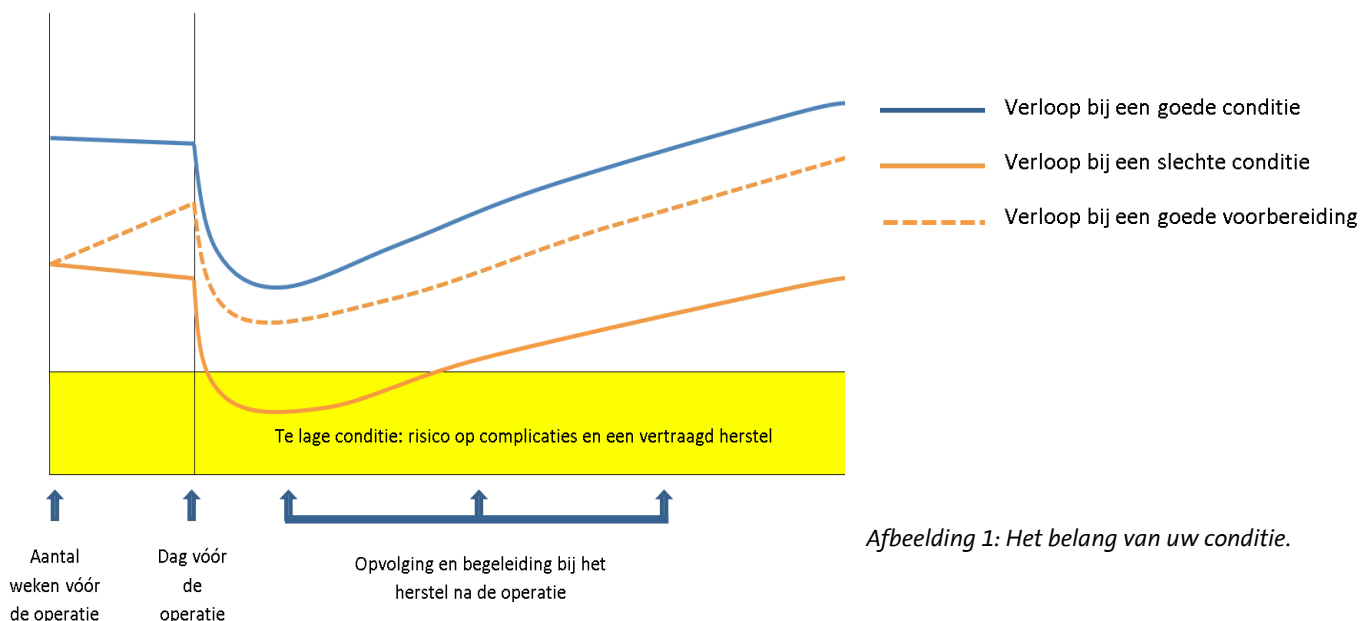 Verloop bij een goede conditie
Verloop bij een slechte conditie
Verloop bij een goede voorbereiding
Te lage conditie: risico op complicaties en een vertraagd herstel
Aantal
weken vóór
de operatie
Dag vóór
de
operatie
Opvolging en begeleiding bij het
herstel na de operatie
Afbeelding 1: Het belang van uw conditie.